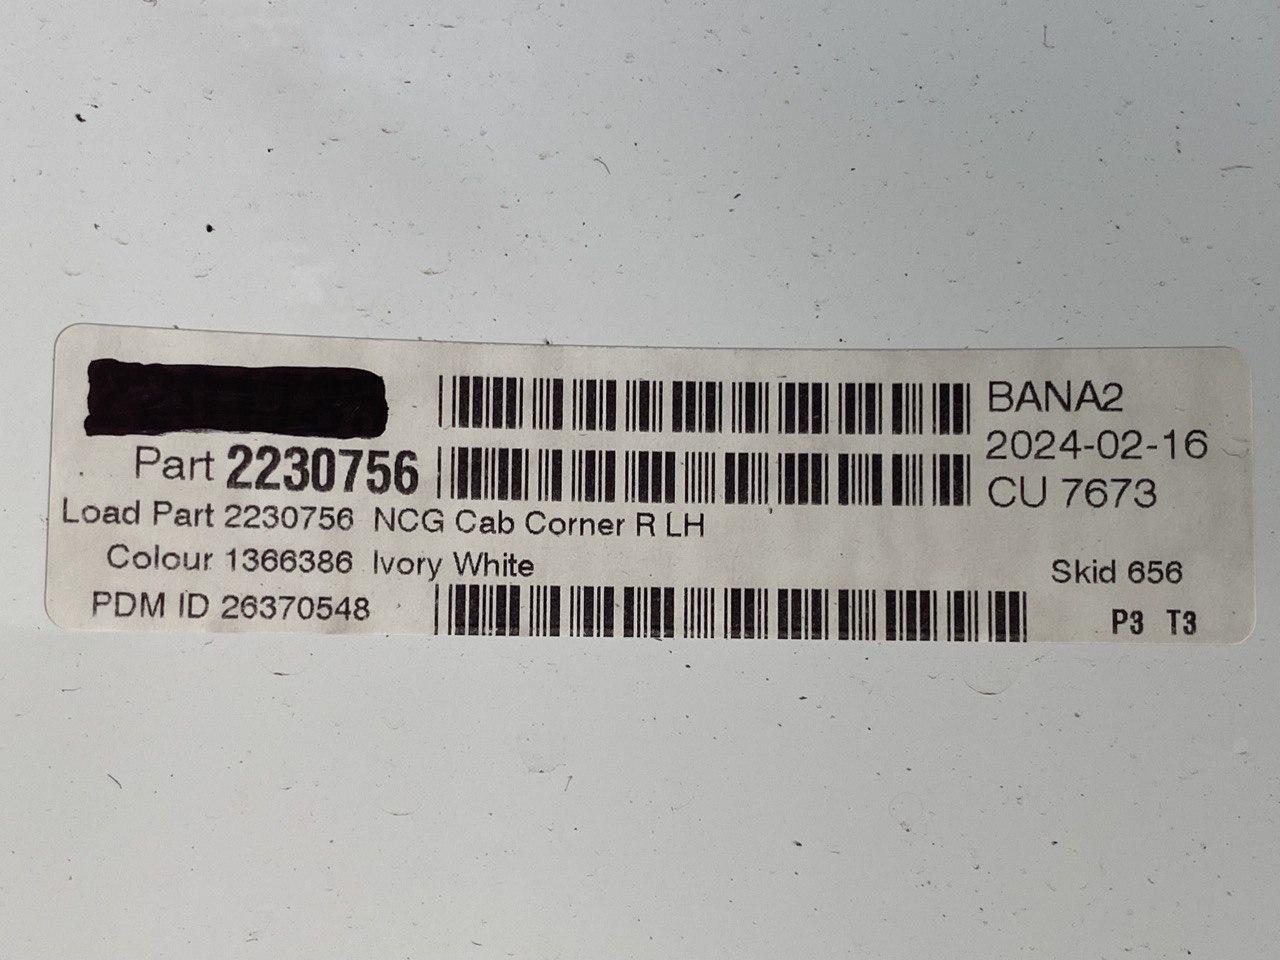 BANA2
Part 2230756
2024-02-16
CU 7673
Load Part 2230756 NCG Cab Corner R LH
Colour 1366386 Ivory White
Skid 656
PDM ID 26370548
P3 T3